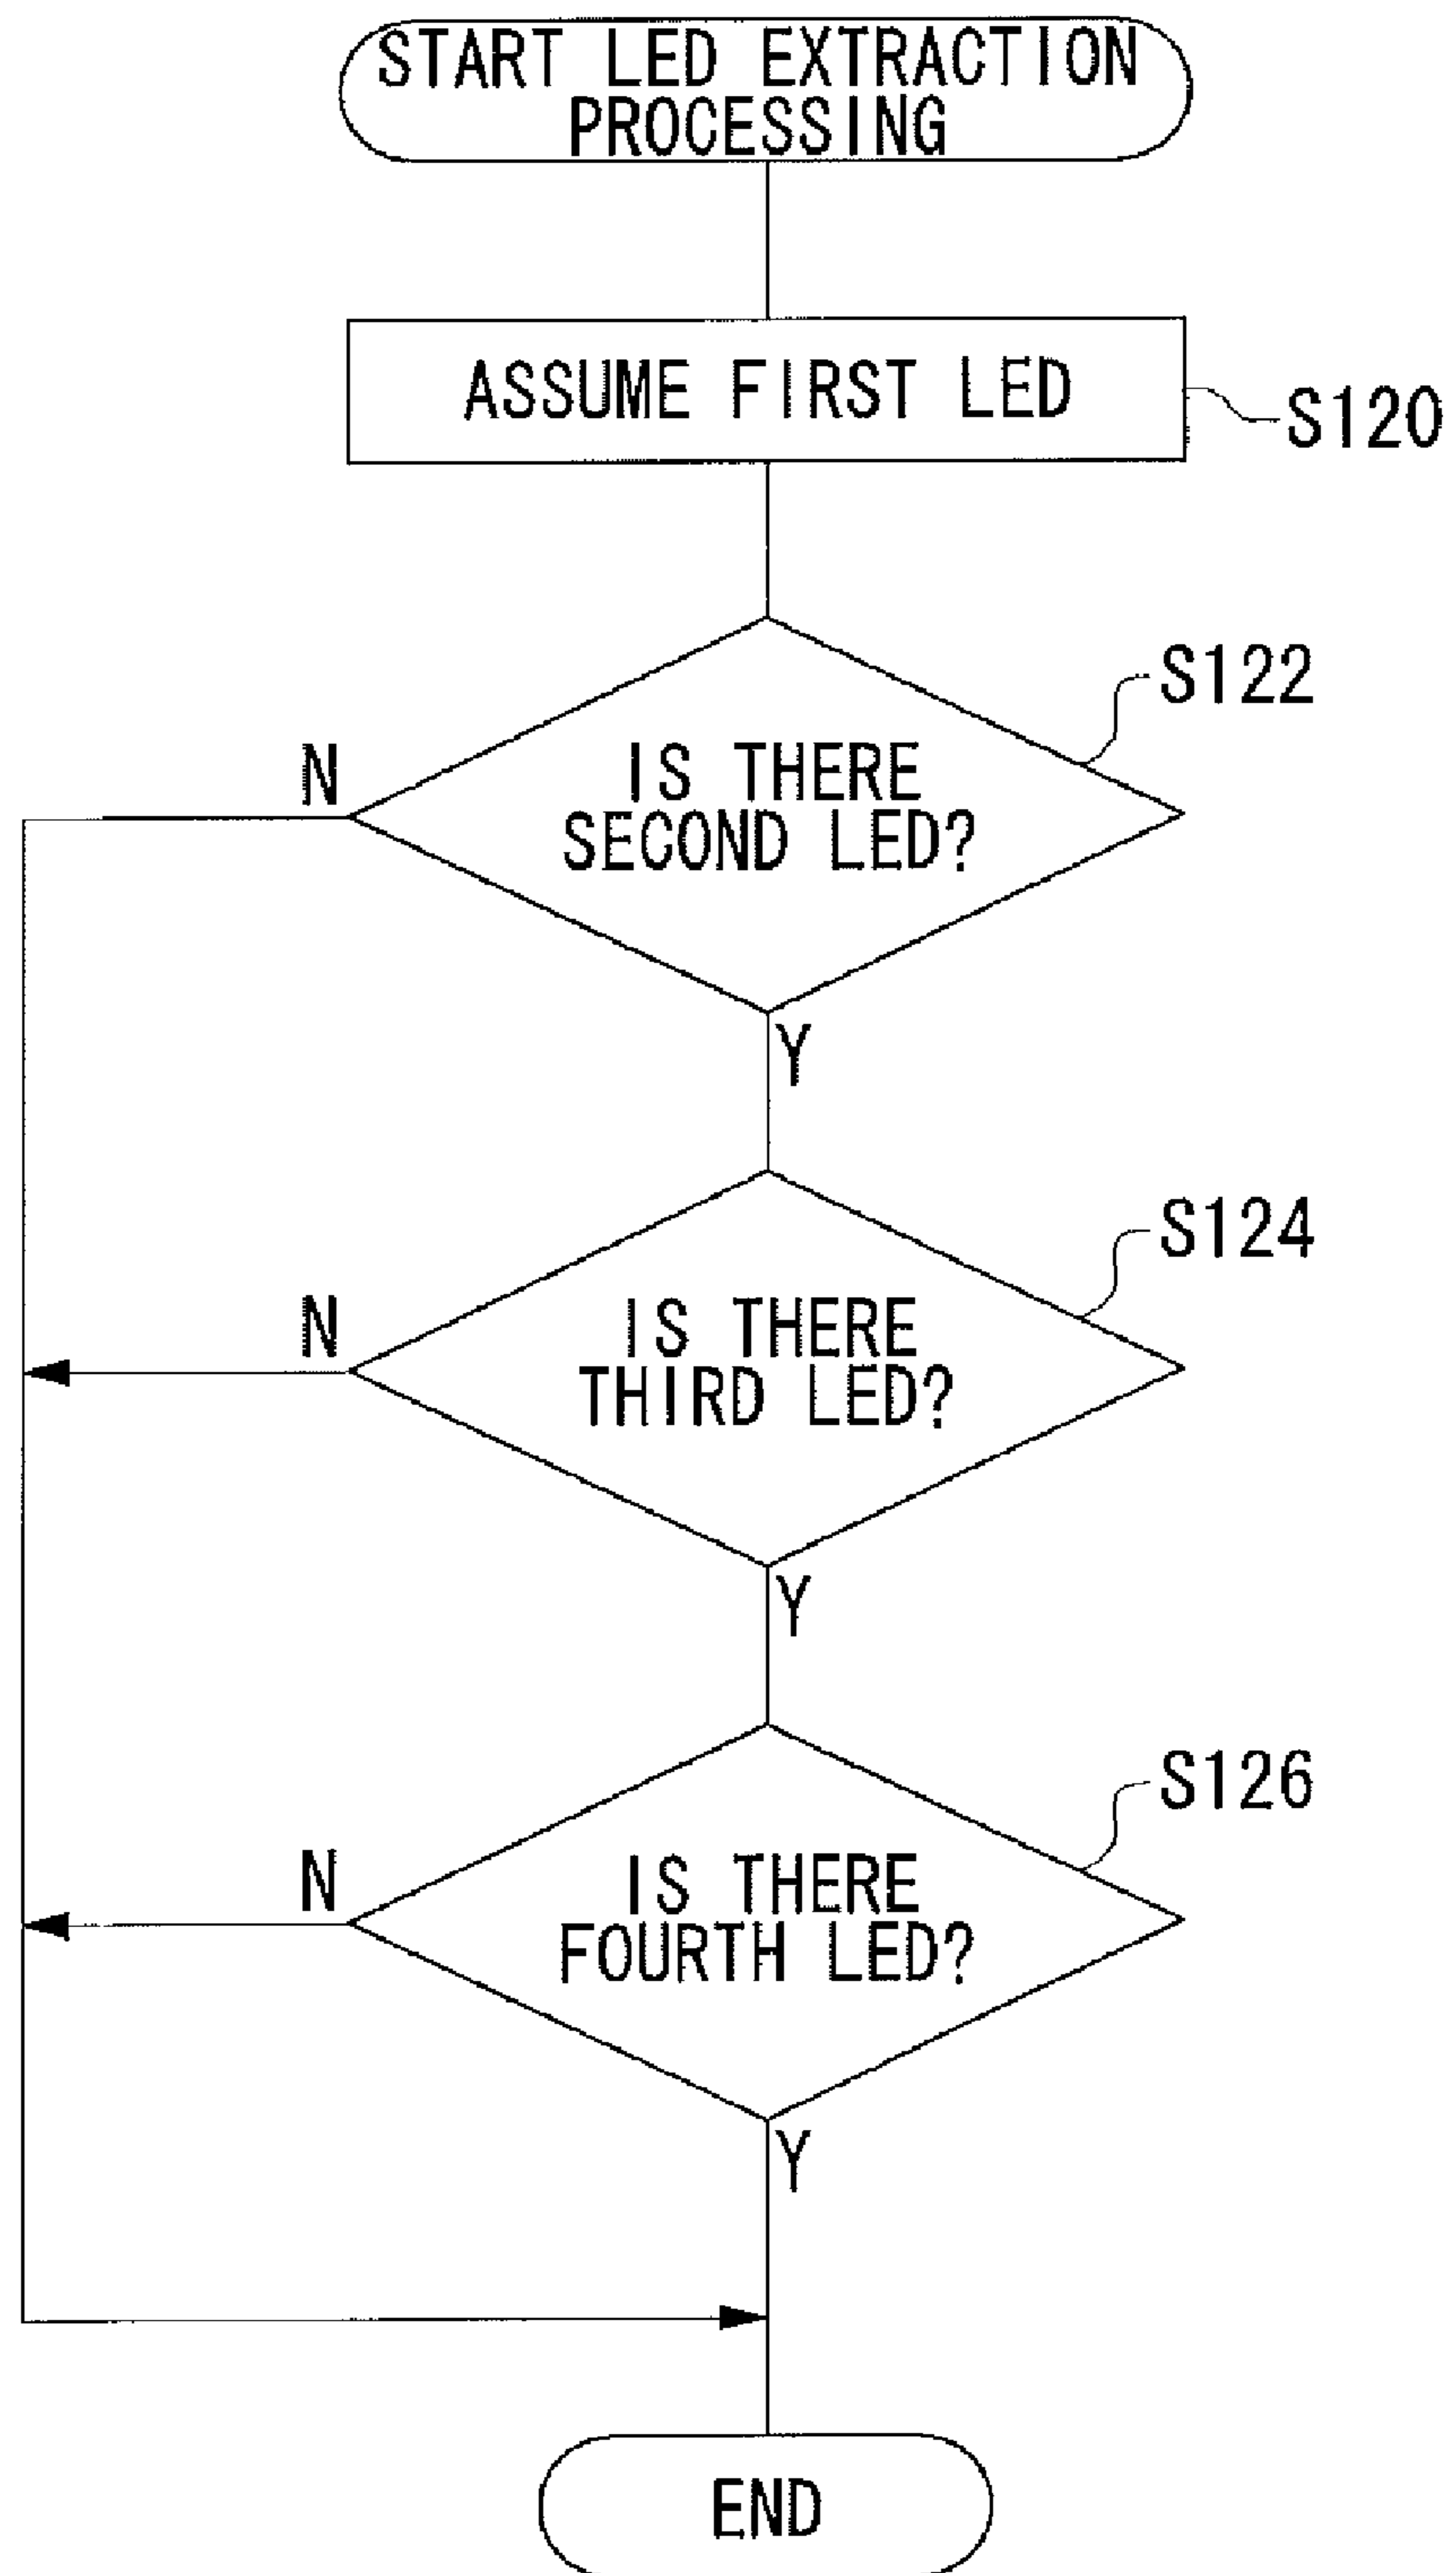 START LED EXTRACTION
PROCESSING
ASSUME FIRST LED
S120
S122
N
IS THERE
SECOND LED?
Y
S124
N
IS THERE
THIRD LED?
Y
S126
N
IS THERE
FOURTH LED?
Y
END